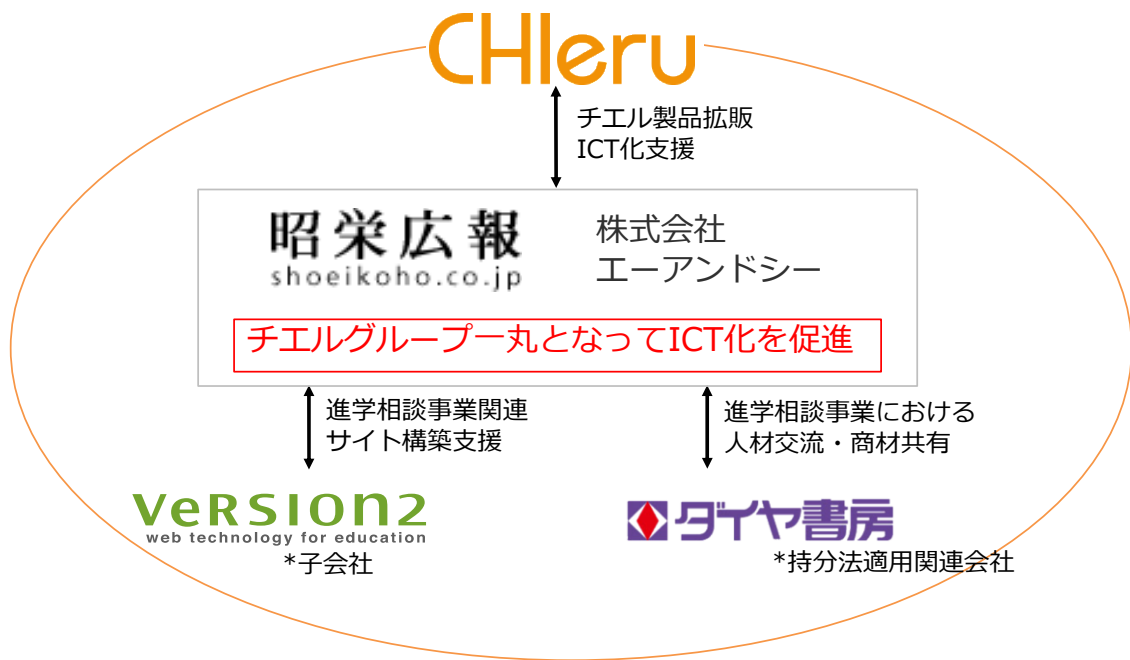 CHIeru
チエル製品拡販
ICT化支援
昭栄広報
shoeikoho.co.jp
株式会社
エーアンドシー
チエルグループ一丸となってICT化を促進
進学相談事業関連
サイト構築支援
進学相談事業における
人材交流・商材共有
VeRSIOn2
web technology for education
*子会社
ダイヤ書房
*持分法適用関連会社